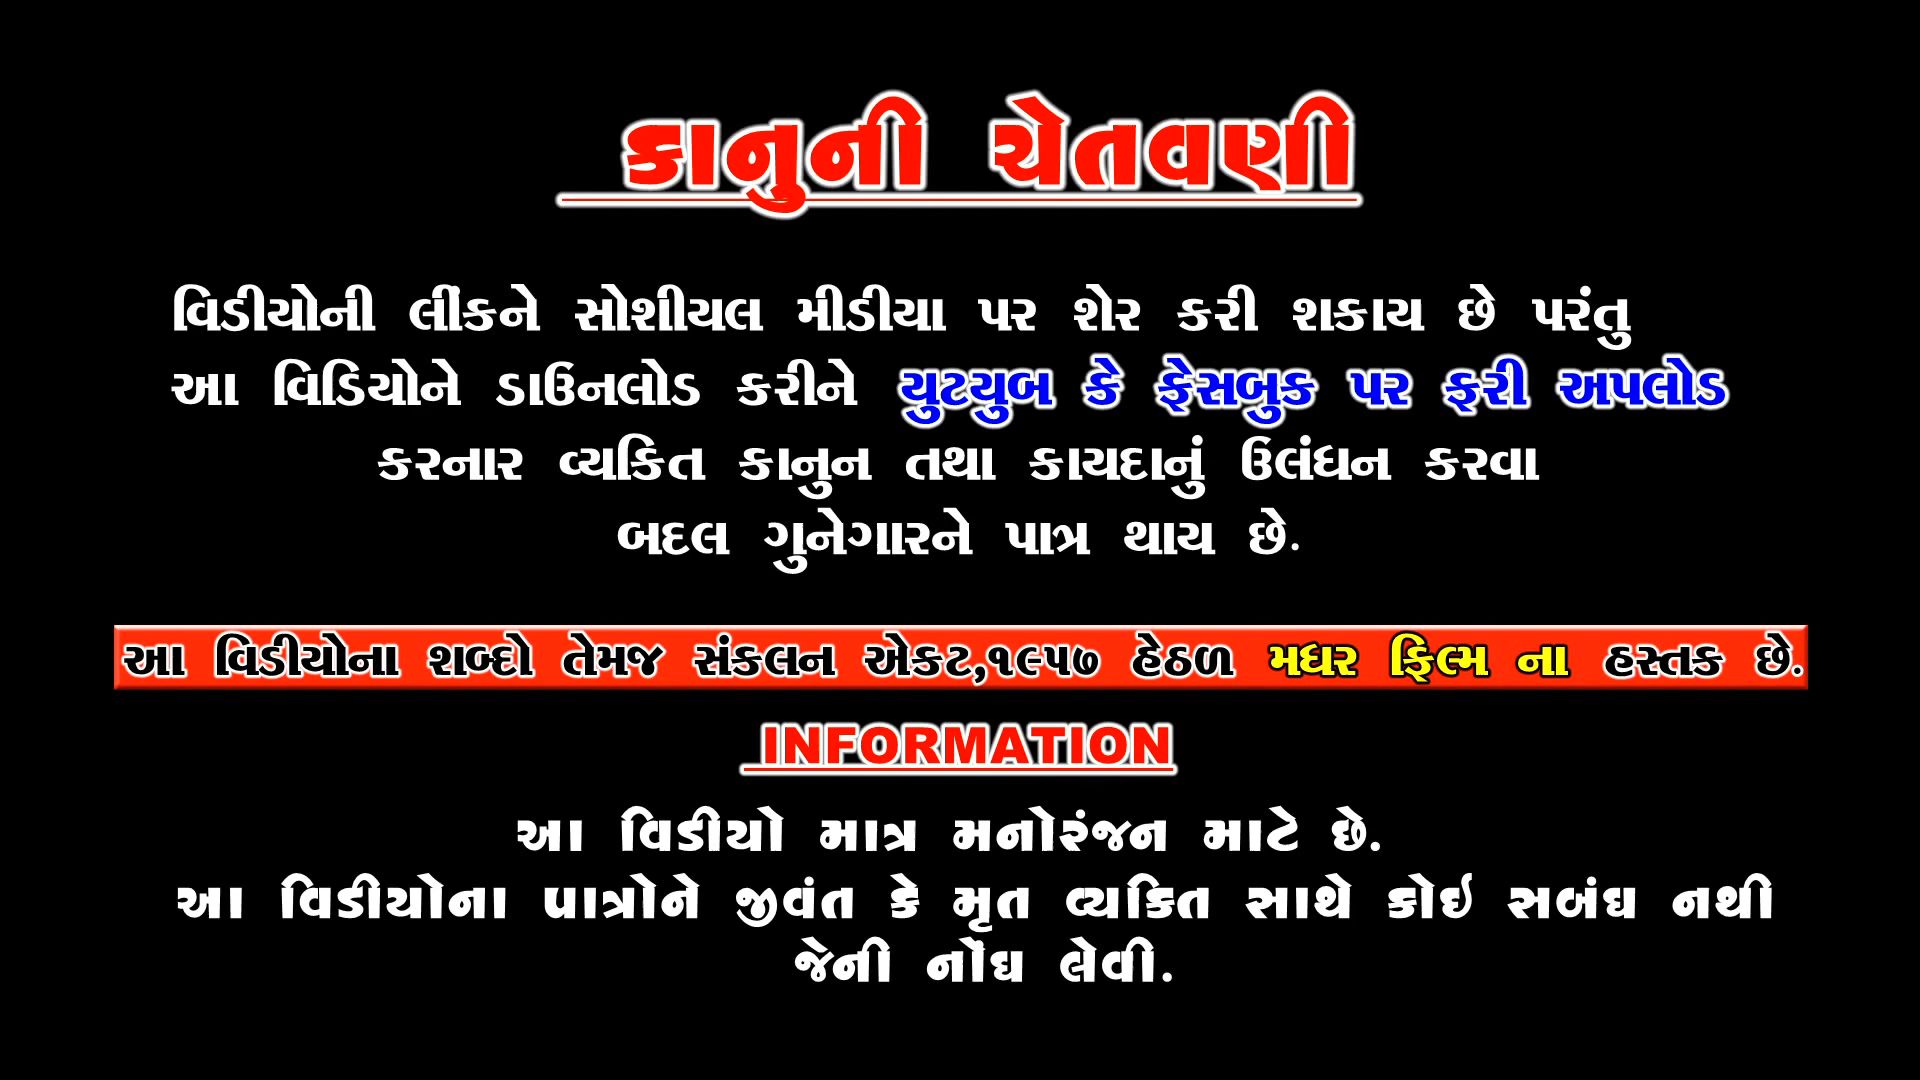 કાનુની ચેતવણી
વિડીયોની લીંકને સોશીયલ મીડીયા પર શેર કરી શકાય છે પરંતુ
આ વિડિયોને ડાઉનલોડ કરીને યુટયુબ કે ફેસબુક પર ફરી અપલોડ
કરનાર વ્યકિત કાનુન તથા કાયદાનું ઉલંઘન કરવા
બદલ ગુનેગારને પાત્ર થાય છે.
આ વિડીયોના શબ્દો તેમજ સંકલન એકટ,૧૯૫૭ હેઠળ મધર ફિલ્મ ના હસ્તક છે.
INFORMATION
આ વિડીયો માત્ર મનોરંજન માટે છે.
આ વિડીયોના પાત્રોને જીવંત કે મૃત વ્યકિત સાથે કોઇ સબંઘ નથી
જેની નોંઘ લેવી.